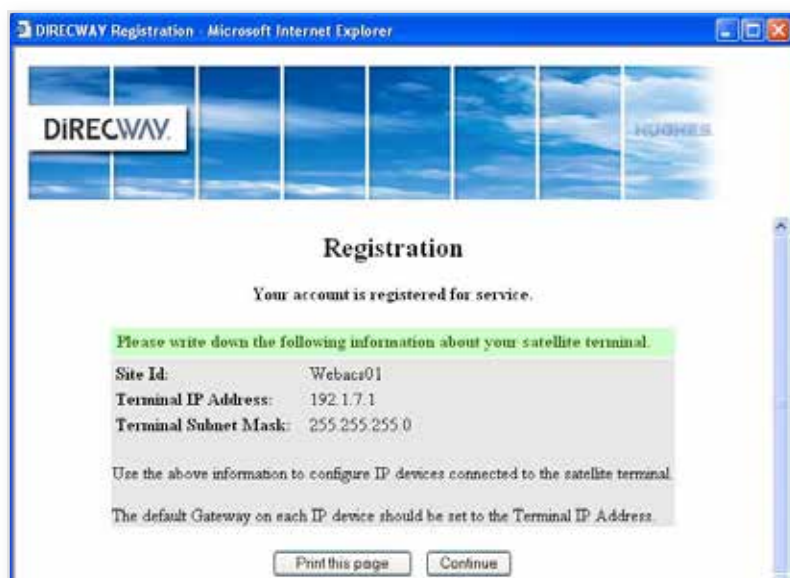 DIRECWAY Registration - Microsoft Internet Explorer
DIRECWAY.
HUGHES
Registration
Your account is registered for service.
Please write down the following information about your satellite terminal.
Site Id: Webacs01
Terminal IP Address: 192.1.7.1
Terminal Subnet Mask: 255.255.255.0
Use the above information to configure IP devices connected to the satellite terminal.
The default Gateway on each IP device should be set to the Terminal IP Address.
Print this page Continue